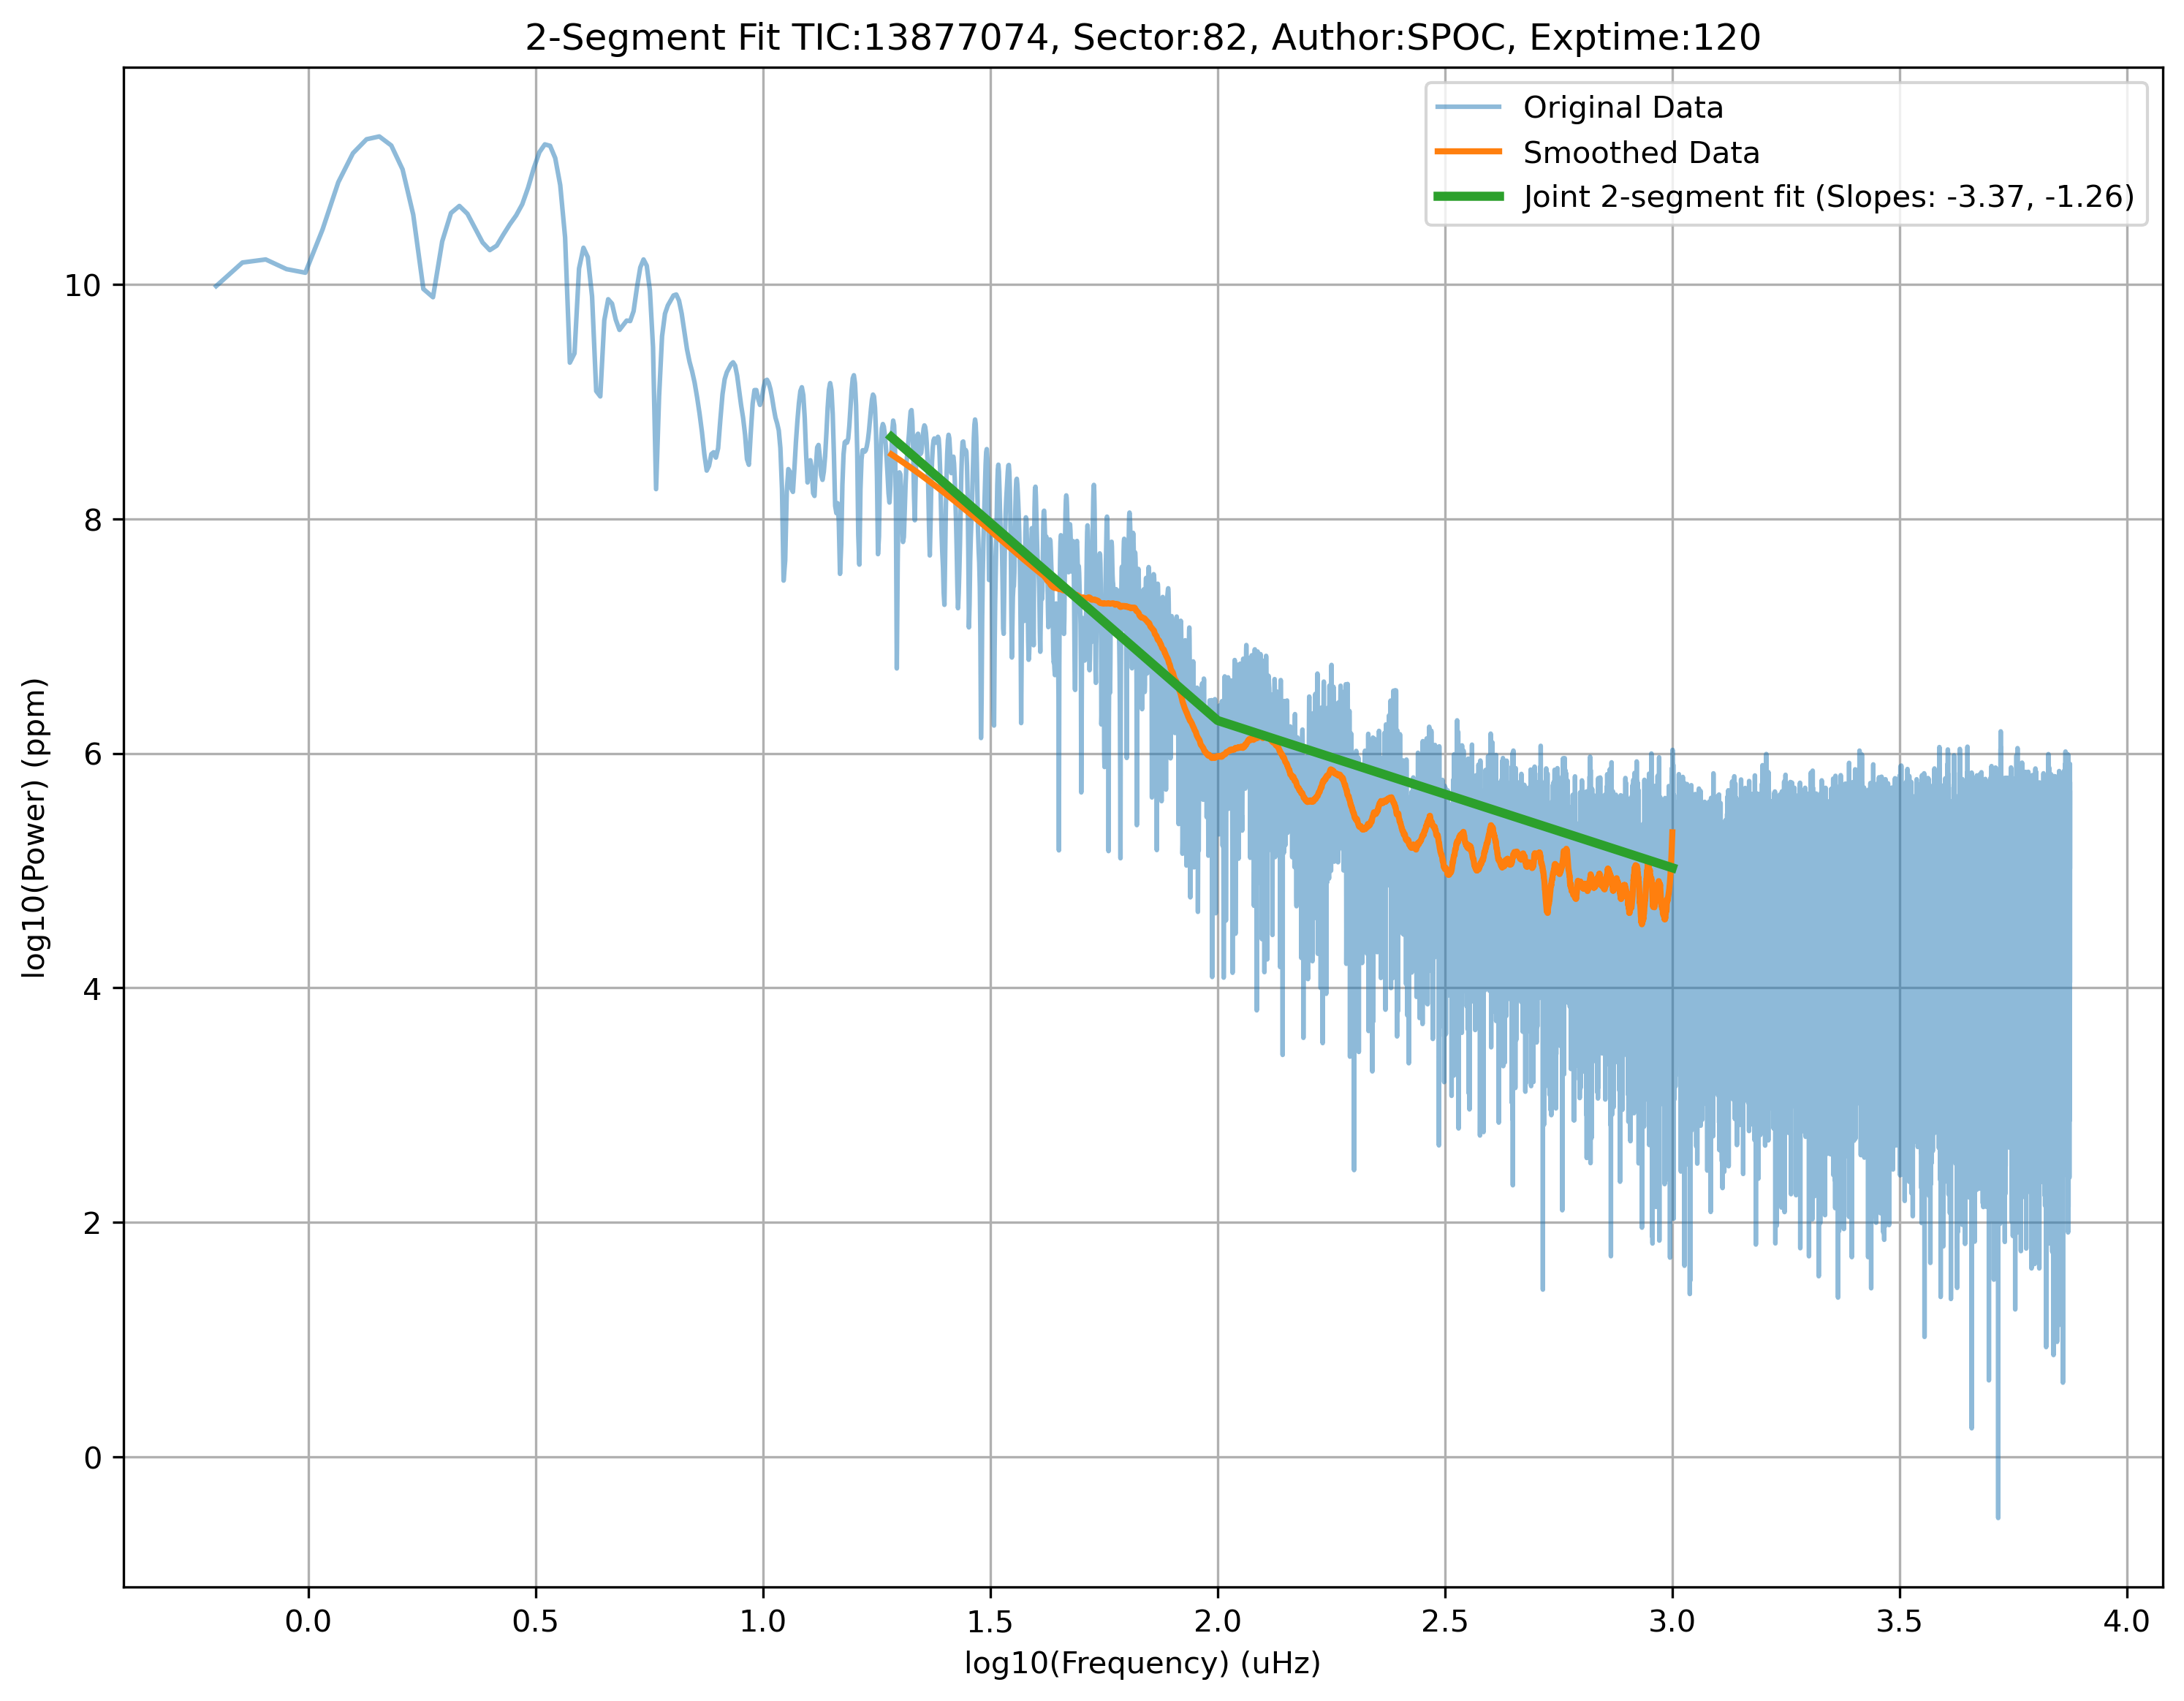 2-Segment Fit TIC:13877074, Sector:82, Author:SPOC, Exptime:120
Original Data
Smoothed Data
Joint 2-segment fit (Slopes: -3.37, -1.26)
log10(Power) (ppm)
10
8
6
4
2
0
0.0 0.5 1.0 1.5 2.0 2.5 3.0 3.5 4.0
log10(Frequency) (uHz)